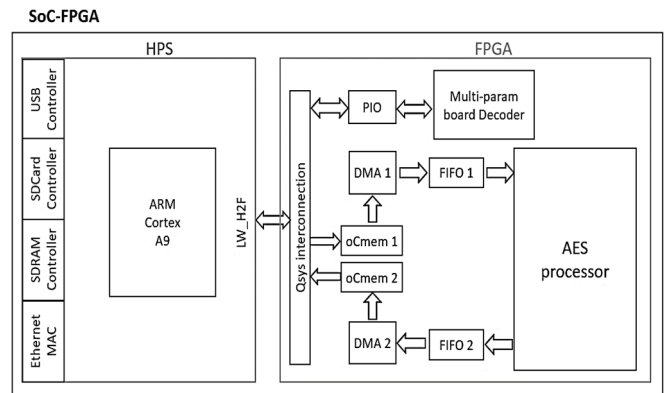 SoC-FPGA
HPS
FPGA
USB
Controller
SDCard
Controller
SDRAM
Controller
Ethernet
MAC
ARM
Cortex
A9
LW_H2F
Qsys interconnection
PIO
Multi-param
board Decoder
DMA 1
FIFO 1
oCmem 1
oCmem 2
DMA 2
FIFO 2
AES
processor